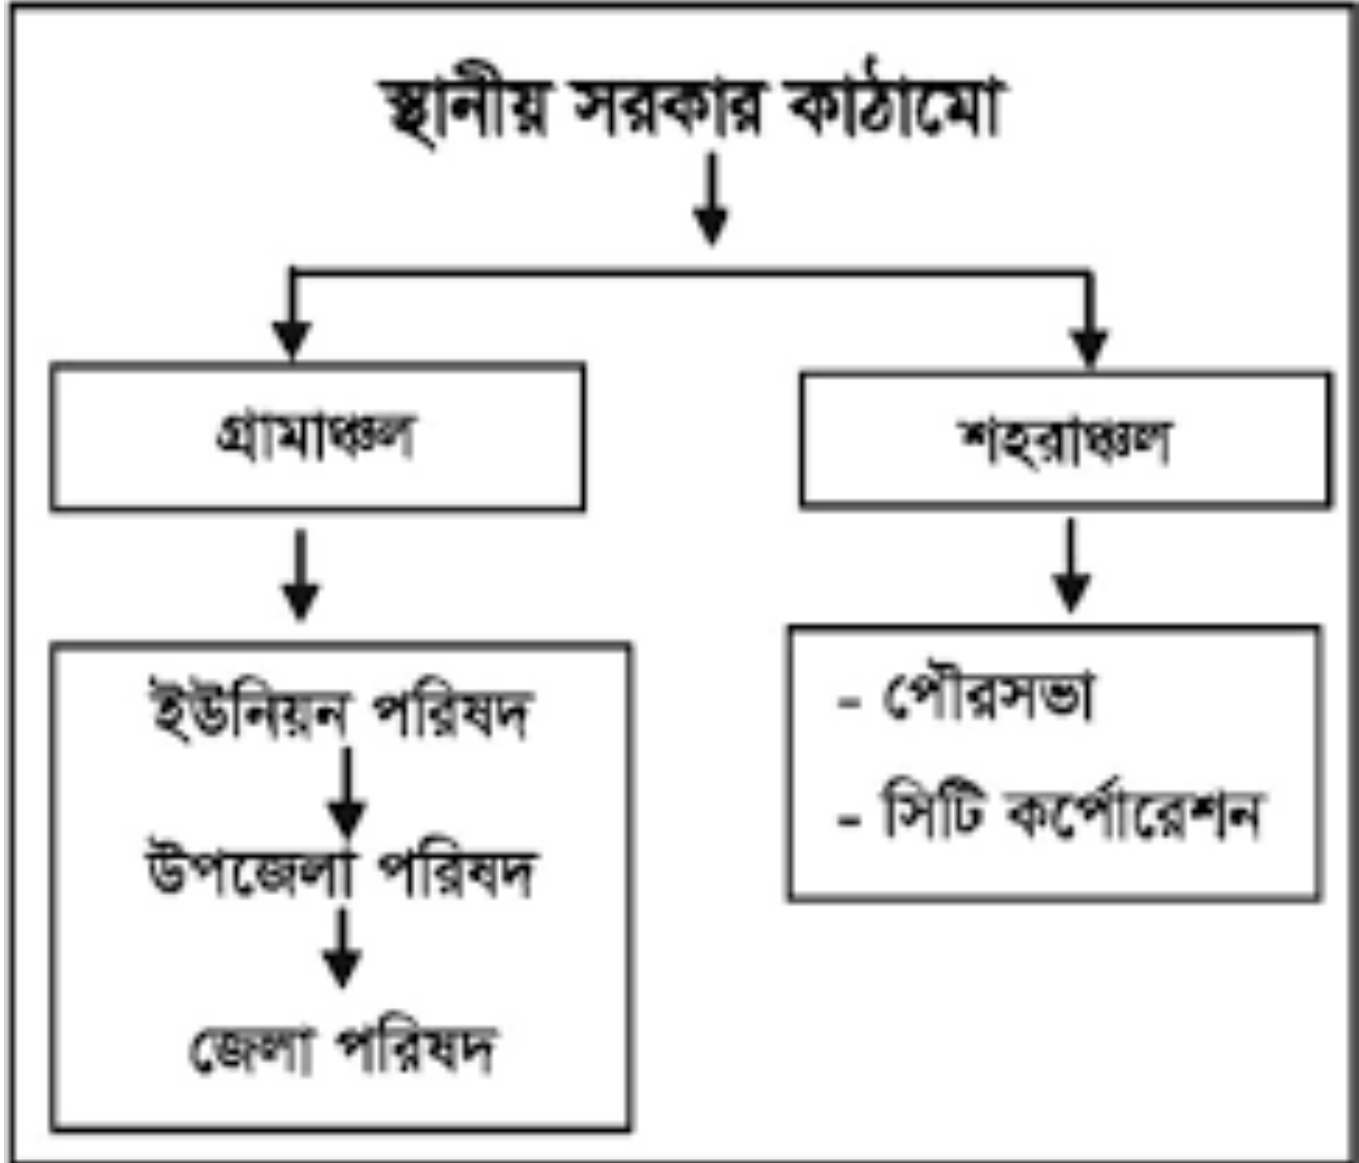 স্থানীয় সরকার কাঠামো
গ্রামাঞ্চল
শহরাঞ্চল
ইউনিয়ন পরিষদ
উপজেলা পরিষদ
জেলা পরিষদ
- পৌরসভা
- সিটি কর্পোরেশন